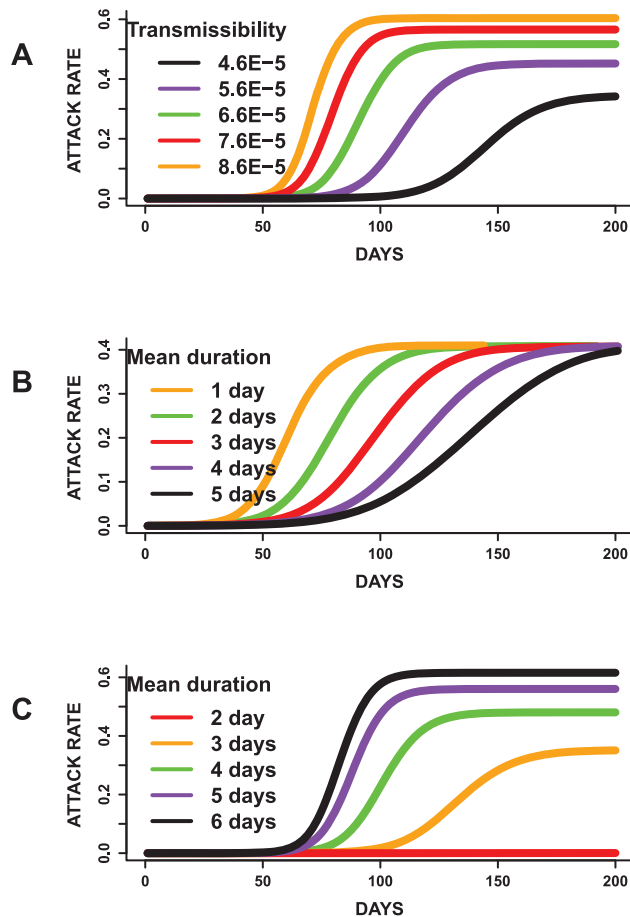 A
ATTACK RATE
0.0 0.2 0.4 0.6
Transmissibility
4.6E−5
5.6E−5
6.6E−5
7.6E−5
8.6E−5
0 50 100 150 200
DAYS
B
ATTACK RATE
0.0 0.1 0.2 0.3 0.4
Mean duration
1 day
2 days
3 days
4 days
5 days
0 50 100 150 200
DAYS
C
ATTACK RATE
0.0 0.2 0.4 0.6
Mean duration
2 day
3 days
4 days
5 days
6 days
0 50 100 150 200
DAYS